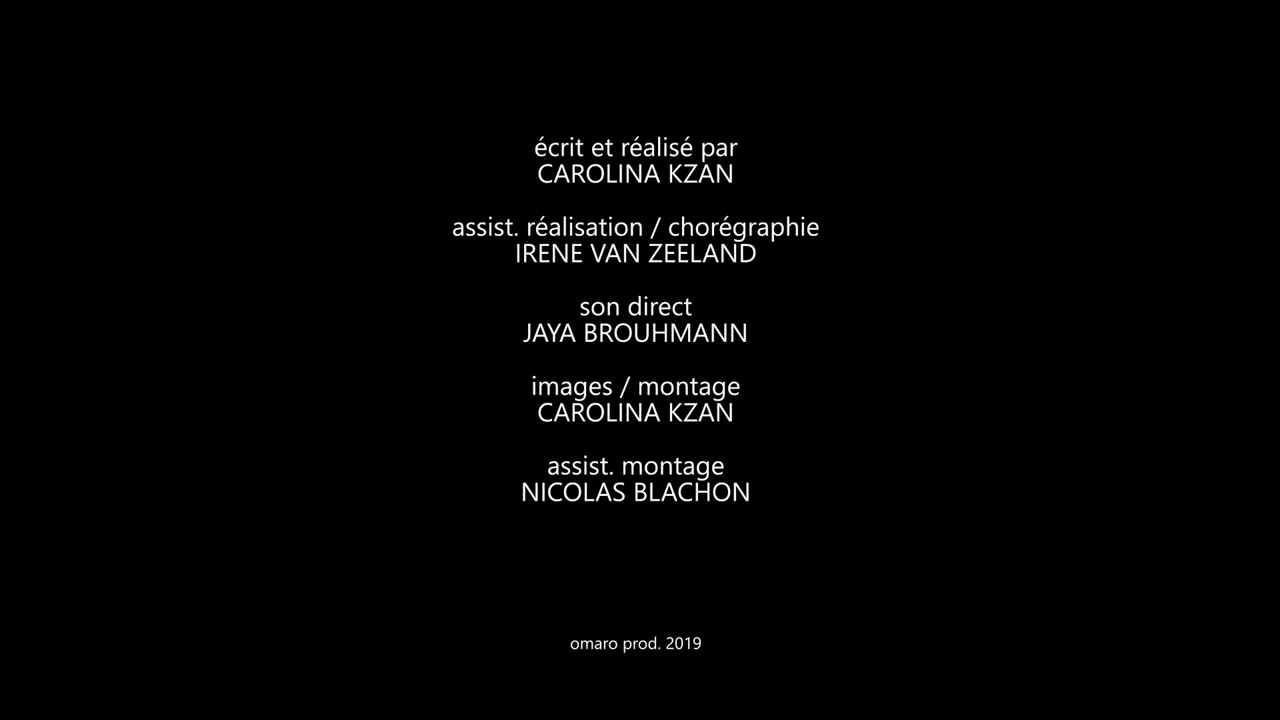 écrit et réalisé par
CAROLINA KZAN
assist. réalisation / chorégraphie
IRENE VAN ZEELAND
son direct
JAYA BROUHMANN
images / montage
CAROLINA KZAN
assist. montage
NICOLAS BLACHON
omaro prod. 2019